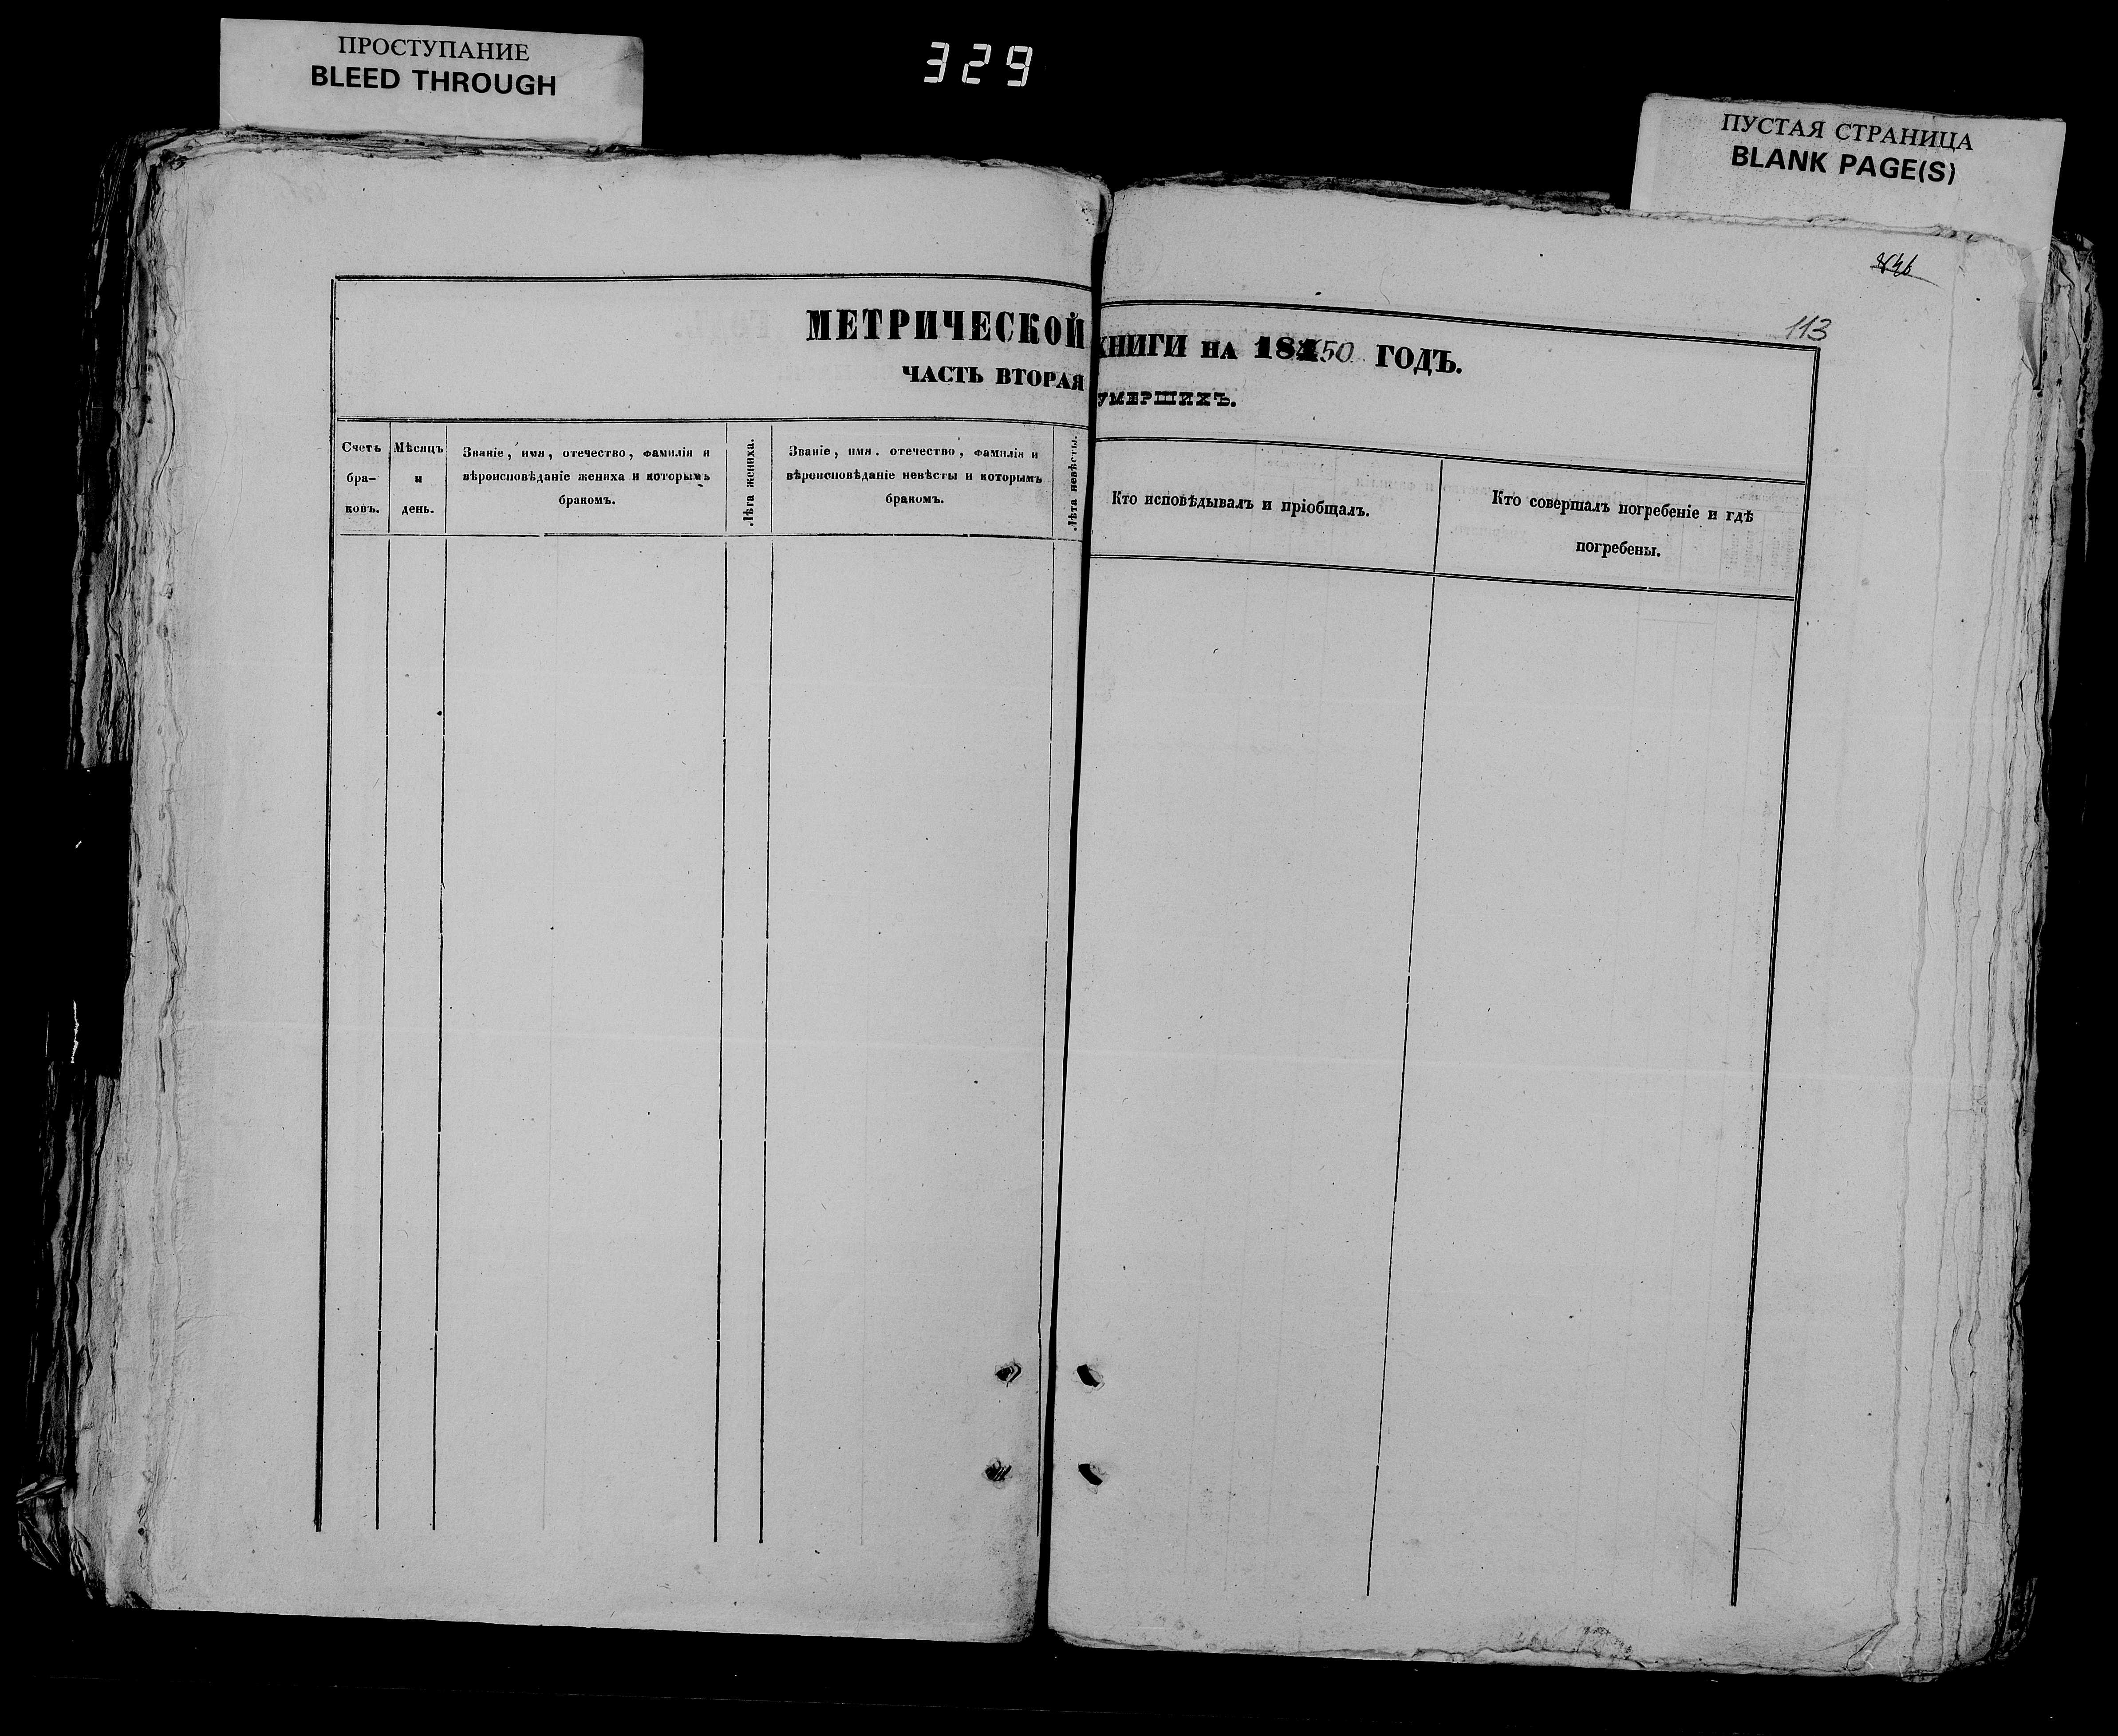 ПРОСТУПАНИЕ
BLEED THROUGH
329
ПУСТАЯ СТРАНИЦА
BLANK PAGE(S)
МЕТРИЧЕСКОЙ
ЧАСТЬ ВТОРАЯ
Счетъ
бра-
ковъ.
Мѣсяцъ
и
день.
Званіе, имя, отечество, фамилія и
вѣроисповѣданіе жениха и которымъ
бракомъ.
Лѣта жениха.
Званіе, имя. отечество, фамилія и
вѣроисповѣданіе невѣсты и которымъ
бракомъ.
Лѣта невѣсты.
113
КНИГИ НА 18450 ГОДЪ.
УМЕРШИХЪ.
Кто исповѣдывалъ и пріобщалъ.
Кто совершалъ погребеніе и гдѣ
погребены.